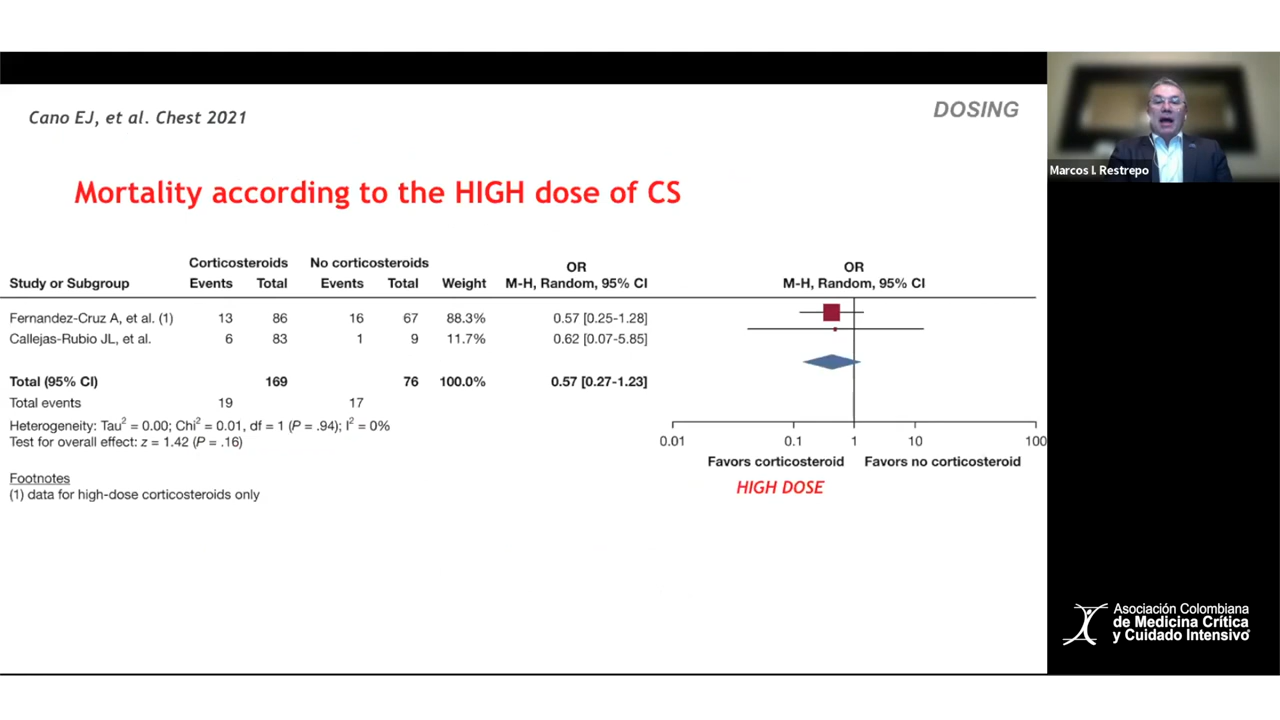 Cano EJ, et al. Chest 2021
DOSING
Marcos I. Restrepo
Mortality according to the HIGH dose of CS
Corticosteroids No corticosteroids OR OR
Study or Subgroup Events Total Events Total Weight M-H, Random, 95% CI M-H, Random, 95% CI
Fernandez-Cruz A, et al. (1) 13 86 16 67 88.3% 0.57 [0.25-1.28]
Callejas-Rubio JL, et al. 6 83 1 9 11.7% 0.62 [0.07-5.85]
Total (95% CI) 169 76 100.0% 0.57 [0.27-1.23]
Total events 19 17
Heterogeneity: Tau² = 0.00; Chi² = 0.01, df = 1 (P = .94); I² = 0%
Test for overall effect: z = 1.42 (P = .16)
0.01 0.1 1 10 100
Favors corticosteroid Favors no corticosteroid
HIGH DOSE
Footnotes
(1) data for high-dose corticosteroids only
Asociación Colombiana
de Medicina Crítica
y Cuidado Intensivo